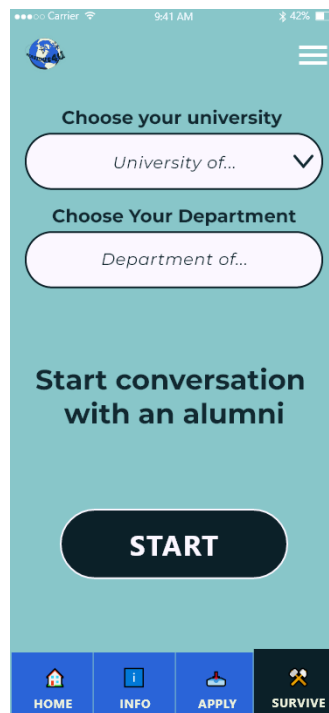 Carrier 9:41 AM 42%
Choose your university
University of...
Choose Your Department
Department of...
Start conversation
with an alumni
START
i
HOME INFO APPLY SURVIVE